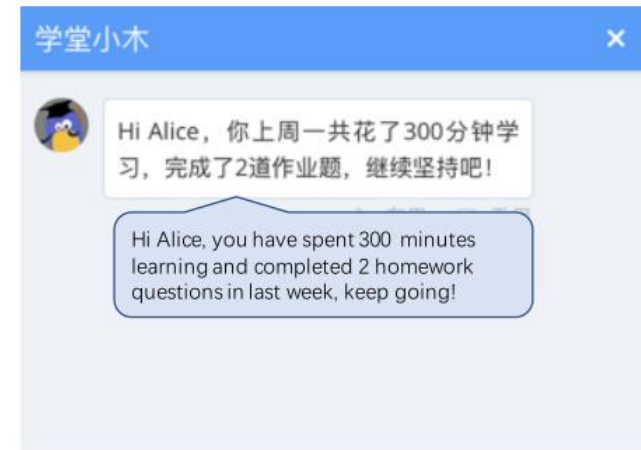 学堂小木
×
Hi Alice，你上周一共花了300分钟学
习，完成了2道作业题，继续坚持吧！
Hi Alice, you have spent 300 minutes
learning and completed 2 homework
questions in last week, keep going!